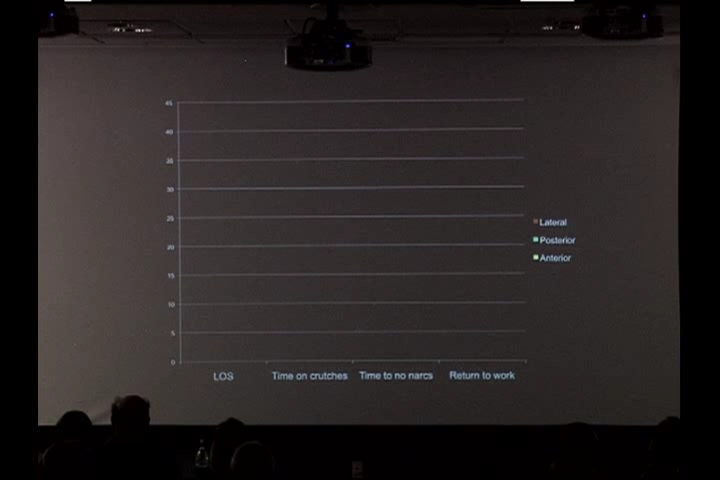 45
40
35
30
25
20
15
10
5
0
LOS Time on crutches Time to no narcs Return to work
Lateral
Posterior
Anterior